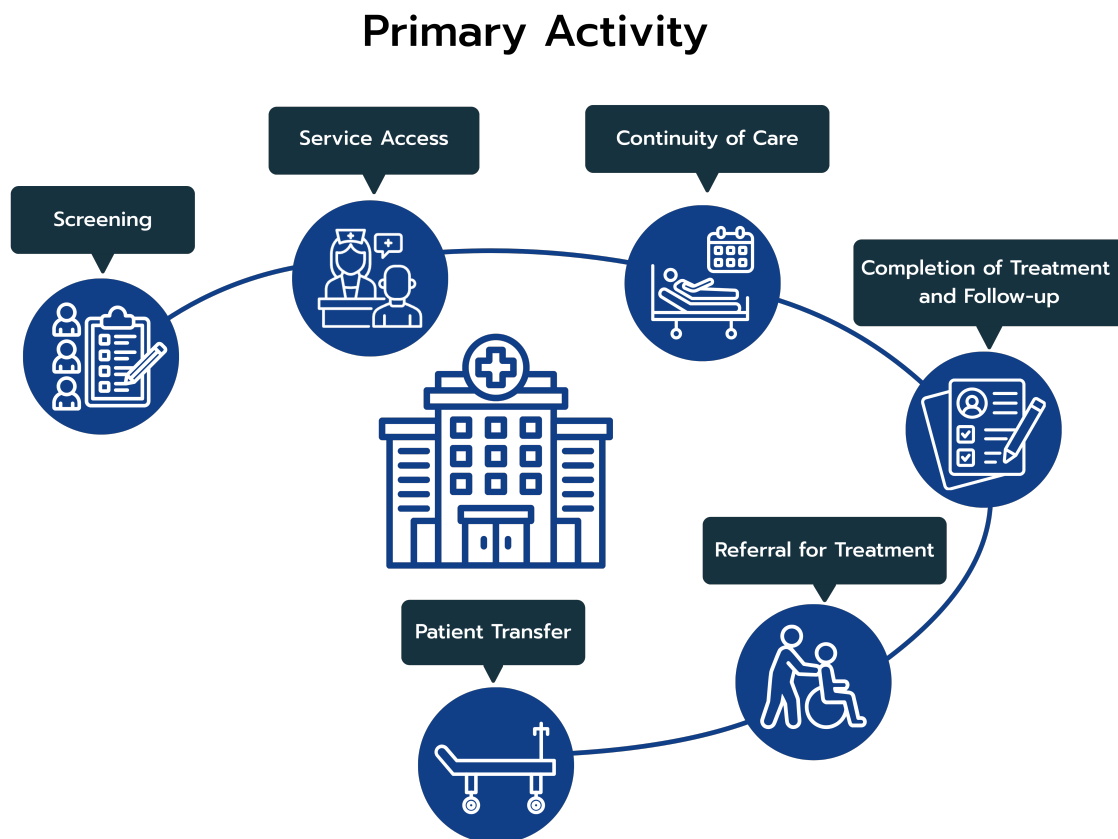 Primary Activity
Screening
Service Access
Continuity of Care
Completion of Treatment
and Follow-up
Referral for Treatment
Patient Transfer